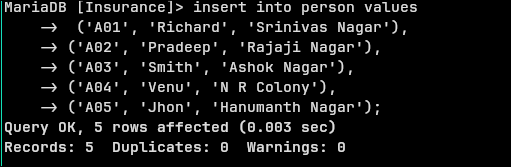 MariaDB [Insurance]> insert into person values
    -> ('A01', 'Richard', 'Srinivas Nagar'),
    -> ('A02', 'Pradeep', 'Rajaji Nagar'),
    -> ('A03', 'Smith', 'Ashok Nagar'),
    -> ('A04', 'Venu', 'N R Colony'),
    -> ('A05', 'Jhon', 'Hanumanth Nagar');
Query OK, 5 rows affected (0.003 sec)
Records: 5  Duplicates: 0  Warnings: 0